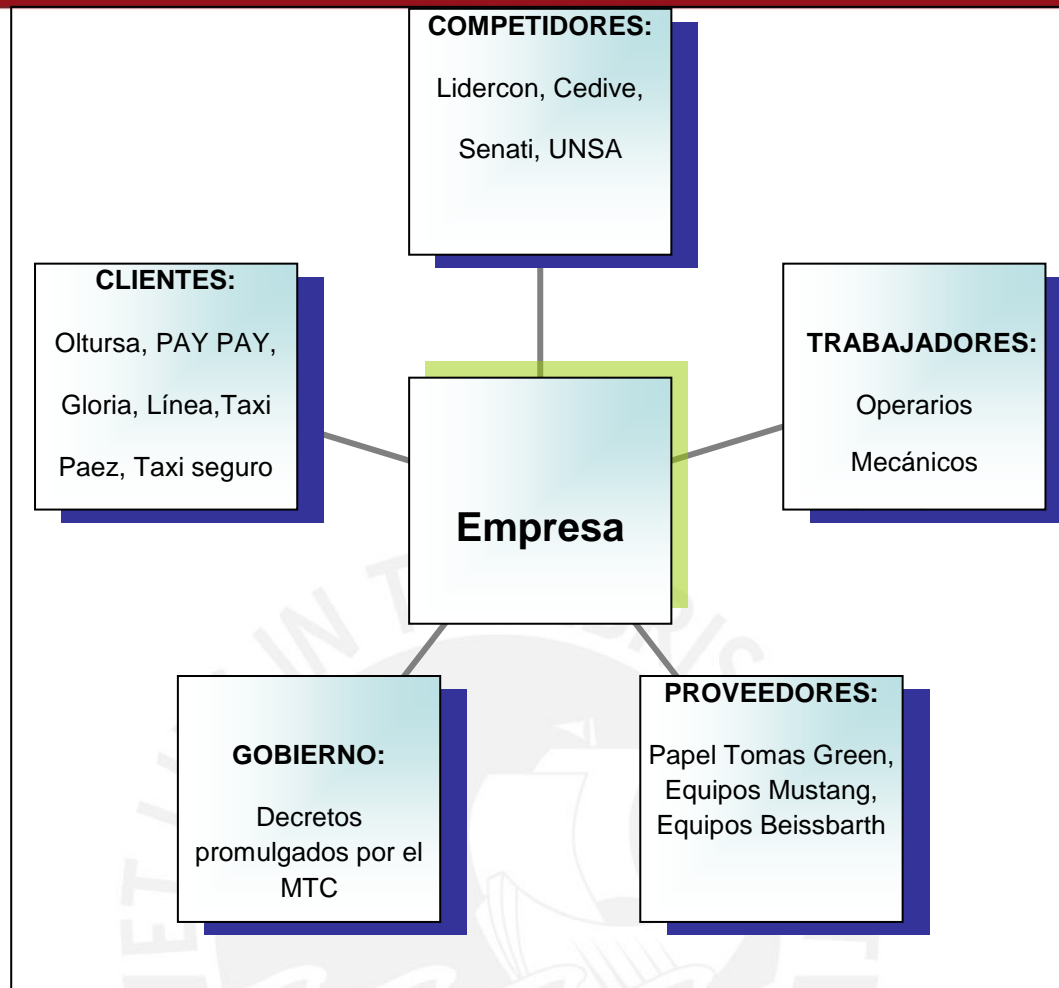 COMPETIDORES:
Lidercon, Cedive,
Senati, UNSA
CLIENTES:
Oltursa, PAY PAY,
Gloria, Línea,Taxi
Paez, Taxi seguro
TRABAJADORES:
Operarios
Mecánicos
Empresa
GOBIERNO:
Decretos
promulgados por el
MTC
PROVEEDORES:
Papel Tomas Green,
Equipos Mustang,
Equipos Beissbarth